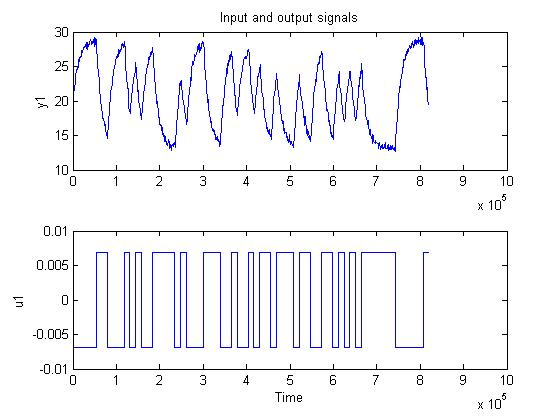 Input and output signals
30
25
20
15
10
y1
0 1 2 3 4 5 6 7 8 9 10
x 10^5
0.01
0.005
0
-0.005
-0.01
u1
0 1 2 3 4 5 6 7 8 9 10
Time
x 10^5